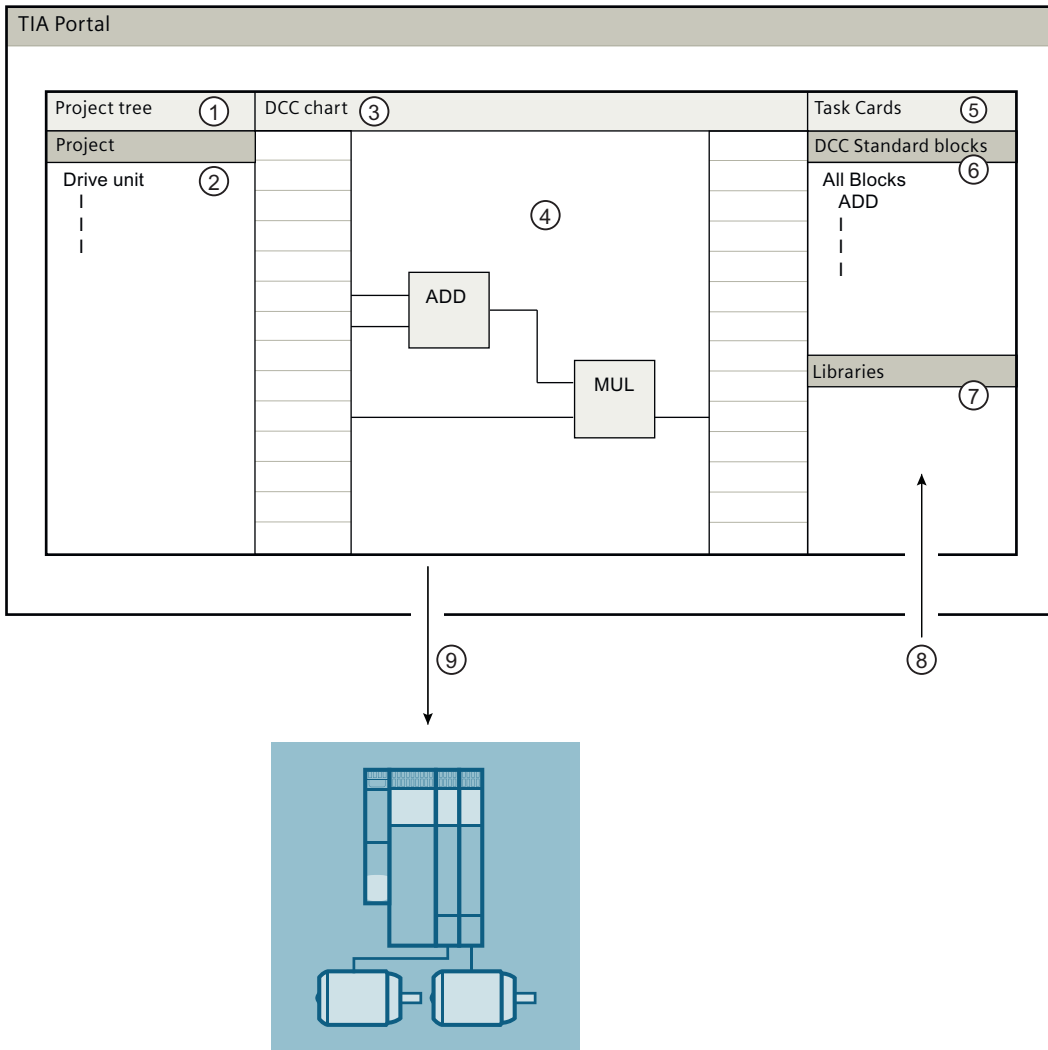 TIA Portal
Project tree ① DCC chart ③ Task Cards ⑤
Project DCC Standard blocks
Drive unit ② All Blocks ⑥
ADD
④
ADD
MUL
Libraries
⑦
⑨ ⑧